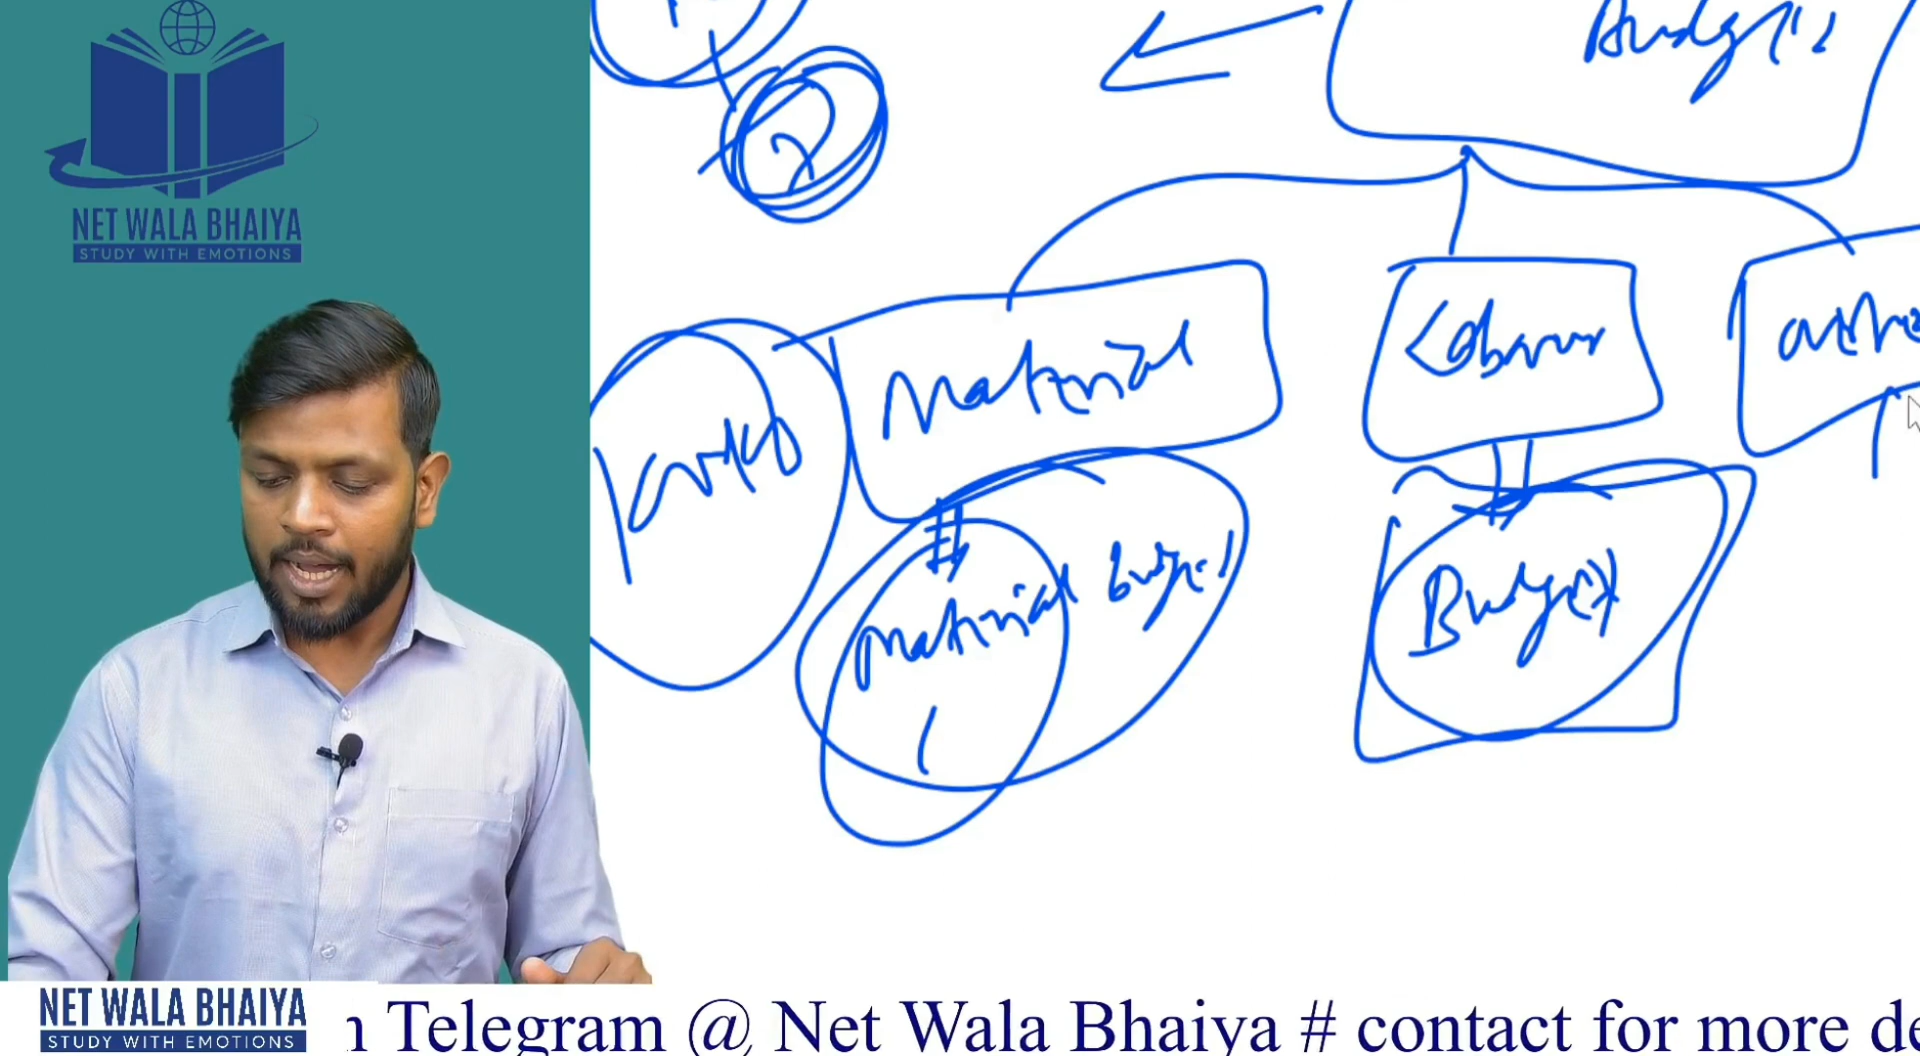 NET WALA BHAIYA
STUDY WITH EMOTIONS
Budget
2
Material
Labour
Material Budget
Budget
NET WALA BHAIYA
STUDY WITH EMOTIONS
Telegram @ Net Wala Bhaiya # contact for more de